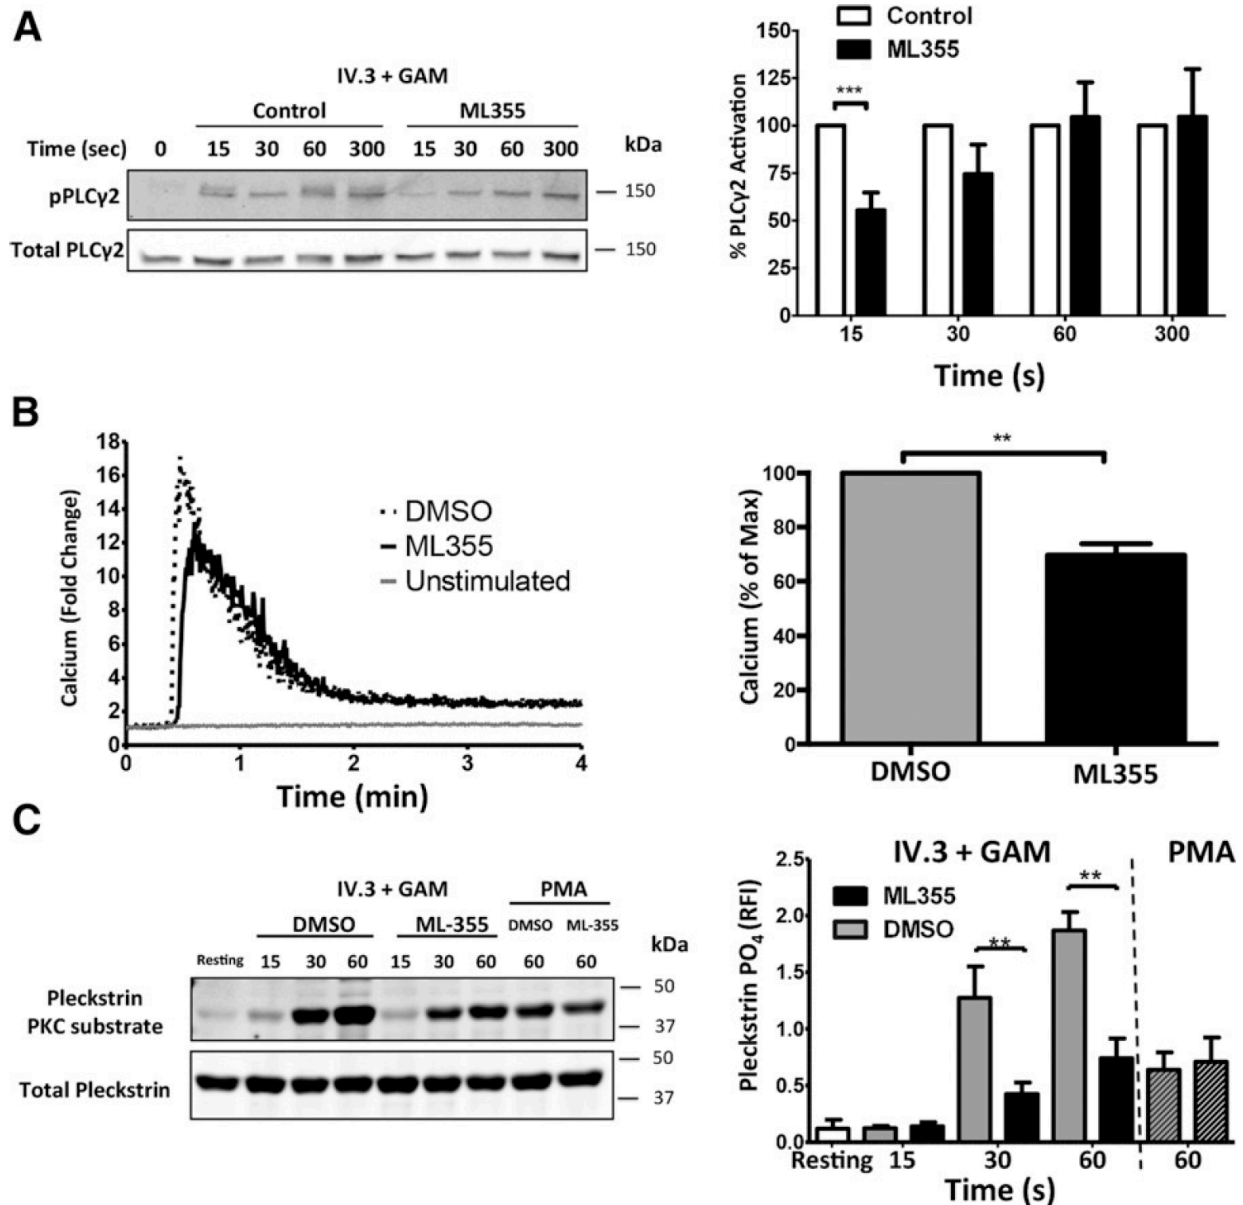 A
IV.3 + GAM
Control ML355
Time (sec) 0 15 30 60 300 15 30 60 300 kDa
pPLCγ2 150
Total PLCγ2 150
150
125
100
75
50
25
0
% PLCγ2 Activation
Control
ML355
***
15 30 60 300
Time (s)
B
18
16
14
12
10
8
6
4
2
0
Calcium (Fold Change)
DMSO
ML355
Unstimulated
0 1 2 3 4
Time (min)
**
100
80
60
40
20
0
Calcium (% of Max)
DMSO ML355
C
IV.3 + GAM PMA
DMSO ML-355 DMSO ML-355
Resting 15 30 60 15 30 60 60 60 kDa
Pleckstrin
PKC substrate
50
37
Total Pleckstrin
50
37
IV.3 + GAM PMA
2.5
2.0
1.5
1.0
0.5
0.0
Pleckstrin PO4 (RFI)
ML355
DMSO
**
**
Resting 15 30 60 60
Time (s)